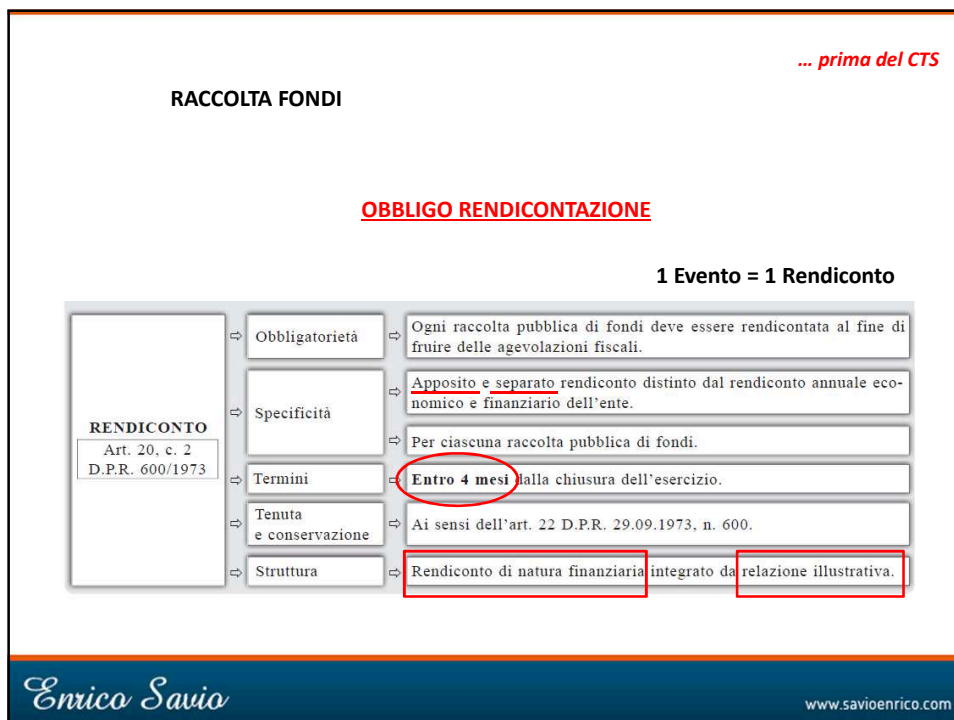 ... prima del CTS
RACCOLTA FONDI
OBBLIGO RENDICONTAZIONE
1 Evento = 1 Rendiconto
RENDICONTO
Art. 20, c. 2
D.P.R. 600/1973
⇨ Obbligatorietà
⇨ Ogni raccolta pubblica di fondi deve essere rendicontata al fine di
fruire delle agevolazioni fiscali.
⇨ Specificità
⇨ Apposito e separato rendiconto distinto dal rendiconto annuale eco-
nomico e finanziario dell'ente.
⇨ Per ciascuna raccolta pubblica di fondi.
⇨ Termini
⇨ Entro 4 mesi dalla chiusura dell'esercizio.
⇨ Tenuta
e conservazione
⇨ Ai sensi dell'art. 22 D.P.R. 29.09.1973, n. 600.
⇨ Struttura
⇨ Rendiconto di natura finanziaria integrato da relazione illustrativa.
Enrico Savio
www.savioenrico.com